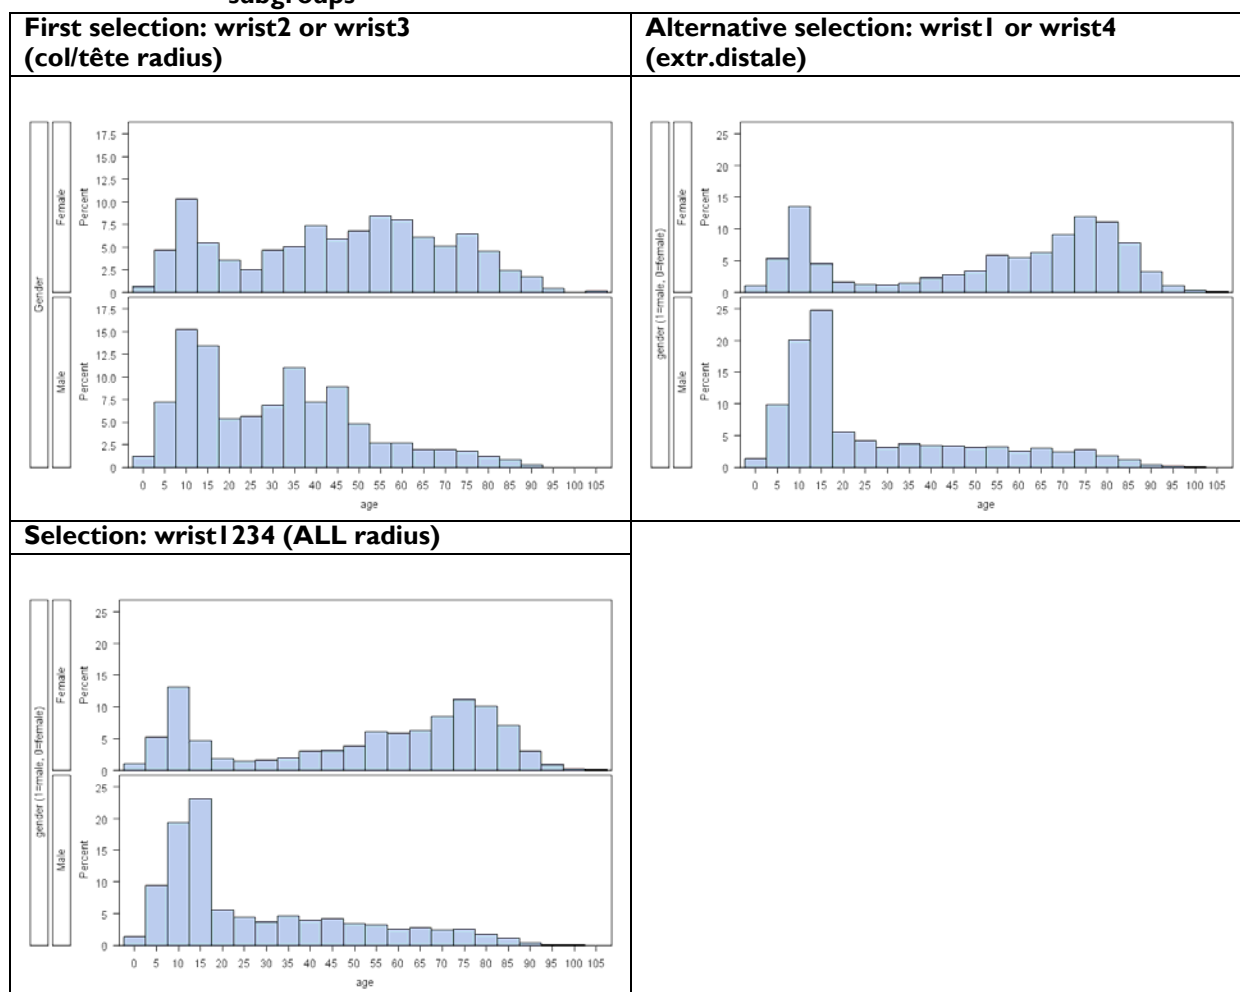 subgroups
First selection: wrist2 or wrist3
(col/tête radius)
Alternative selection: wrist1 or wrist4
(extr.distale)
Gender
Female
Percent
17.5
15.0
12.5
10.0
7.5
5.0
2.5
0
Male
Percent
17.5
15.0
12.5
10.0
7.5
5.0
2.5
0
0 5 10 15 20 25 30 35 40 45 50 55 60 65 70 75 80 85 90 95 100 105
age
gender (1=male, 0=female)
Female
Percent
25
20
15
10
5
0
Male
Percent
25
20
15
10
5
0
0 5 10 15 20 25 30 35 40 45 50 55 60 65 70 75 80 85 90 95 100 105
age
Selection: wrist1234 (ALL radius)
gender (1=male, 0=female)
Female
Percent
25
20
15
10
5
0
Male
Percent
25
20
15
10
5
0
0 5 10 15 20 25 30 35 40 45 50 55 60 65 70 75 80 85 90 95 100 105
age